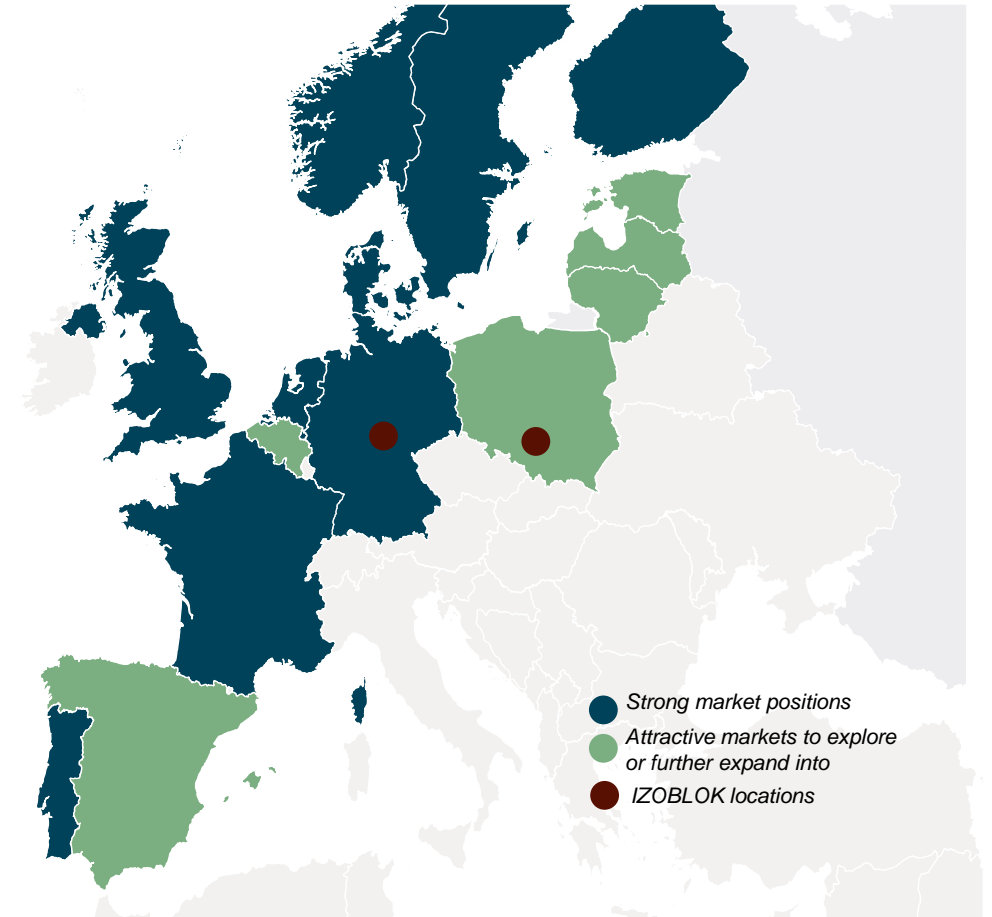 Strong market positions
Attractive markets to explore
or further expand into
IZOBLOK locations